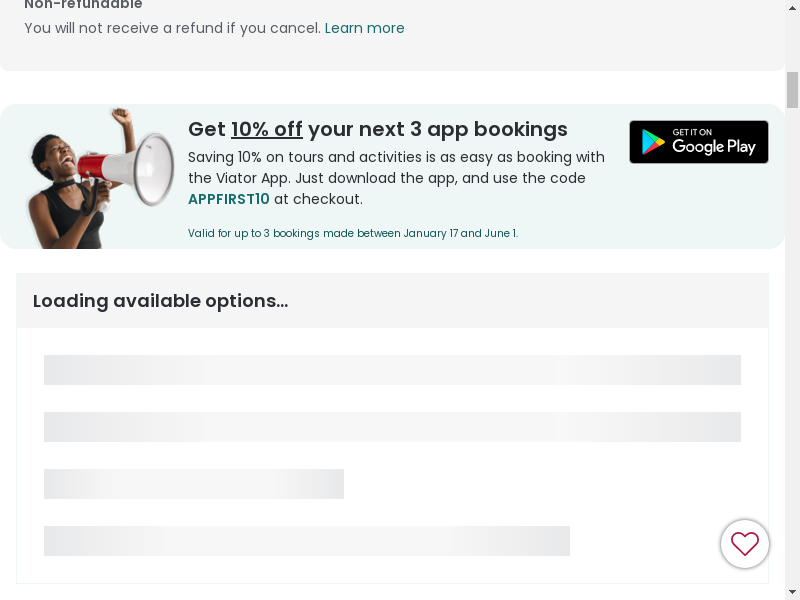 Non-refundable
You will not receive a refund if you cancel. Learn more
Get 10% off your next 3 app bookings
Saving 10% on tours and activities is as easy as booking with
the Viator App. Just download the app, and use the code
APPFIRST10 at checkout.
Valid for up to 3 bookings made between January 17 and June 1.
GET IT ON
Google Play
Loading available options...